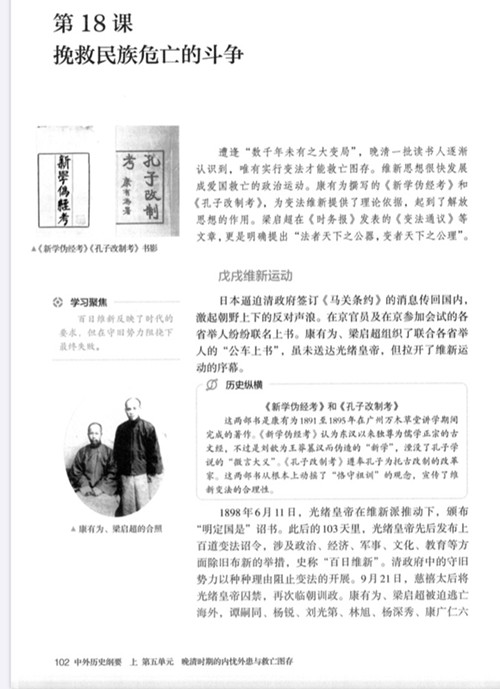 第18课
挽救民族危亡的斗争
新學偽經考
孔子改制
考
康有為著
▲《新学伪经考》《孔子改制考》书影
遭逢“数千年未有之大变局”，晚清一批读书人逐渐
认识到，唯有实行变法才能救亡图存。维新思想很快发展
成爱国救亡的政治运动。康有为撰写的《新学伪经考》和
《孔子改制考》，为变法维新提供了理论依据，起到了解放
思想的作用。梁启超在《时务报》发表的《变法通议》等
文章，更是明确提出“法者天下之公器，变者天下之公理”。
戊戌维新运动
学习聚焦
百日维新反映了时代的
要求，但在守旧势力阻挠下
最终失败。
日本逼迫清政府签订《马关条约》的消息传回国内，
激起朝野上下的反对声浪。在京官员及在京参加会试的各
省举人纷纷联名上书。康有为、梁启超组织了联合各省举
人的“公车上书”，虽未送达光绪皇帝，但拉开了维新运
动的序幕。
历史纵横
《新学伪经考》和《孔子改制考》
这两部书是康有为1891至1895年在广州万木草堂讲学期间
完成的著作。《新学伪经考》认为东汉以来独尊为儒学正宗的古
文经，不过是刘歆为王莽篡汉而伪造的“新学”，湮没了孔子学
说的“微言大义”。《孔子改制考》遵奉孔子为托古改制的改革
家。这两部书从根本上动摇了“恪守祖训”的观念，宣传了维
新变法的合理性。
▲ 康有为、梁启超的合照
1898年6月11日，光绪皇帝在维新派推动下，颁布
“明定国是”诏书。此后的103天里，光绪皇帝先后发布上
百道变法诏令，涉及政治、经济、军事、文化、教育等方
面除旧布新的举措，史称“百日维新”。清政府中的守旧
势力以种种理由阻止变法的开展。9月21日，慈禧太后将
光绪皇帝囚禁，再次临朝训政。康有为、梁启超被迫逃亡
海外，谭嗣同、杨锐、刘光第、林旭、杨深秀、康广仁六
102 中外历史纲要 上 第五单元 晚清时期的内忧外患与救亡图存